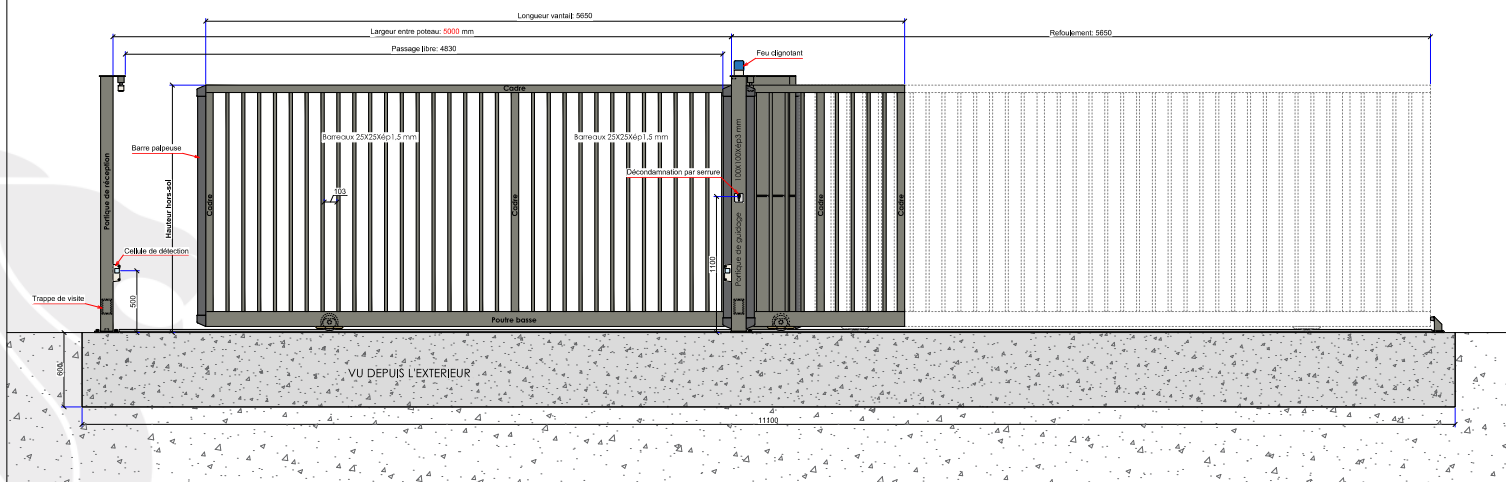 Longueur vantail: 5650
Largeur entre poteau: 5000 mm
Refoulement: 5650
Passage libre: 4830
Feu clignotant
Cadre
Barreaux 25X25Xép1,5 mm
Barreaux 25X25Xép1,5 mm
100X100Xép3 mm
Barre palpeuse
Portique de réception
Décondamnation par serrure
103
Hauteur hors-sol
Cadre
Cadre
Cadre
Cadre
Portique de guidage
Cellule de détection
1100
Trappe de visite
500
Poutre basse
VU DEPUIS L'EXTERIEUR
600
11100